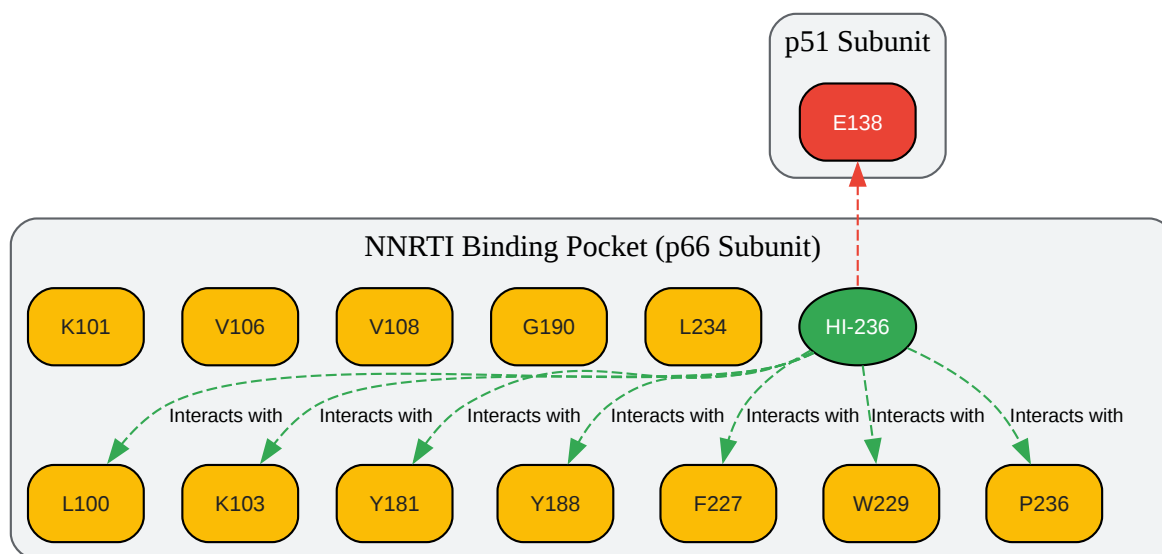 p51 Subunit
E138
NNRTI Binding Pocket (p66 Subunit)
K101 V106 V108 G190 L234 HI-236
Interacts with Interacts with Interacts with Interacts with Interacts with Interacts with Interacts with
L100 K103 Y181 Y188 F227 W229 P236